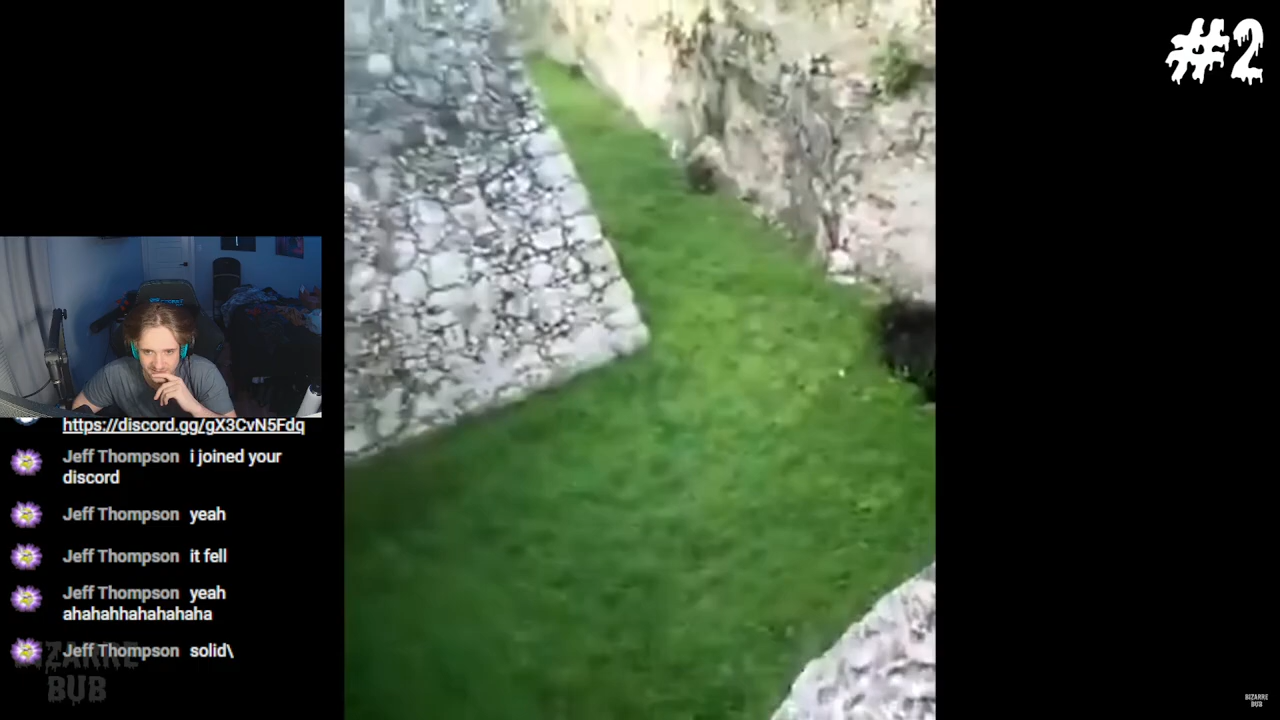 #2
https://discord.gg/gX3CvN5Fdq
Jeff Thompson i joined your
discord
Jeff Thompson yeah
Jeff Thompson it fell
Jeff Thompson yeah
ahahahhahahahaha
Jeff Thompson solid\
BIZARRE
BUB
BIZARRE
BUB